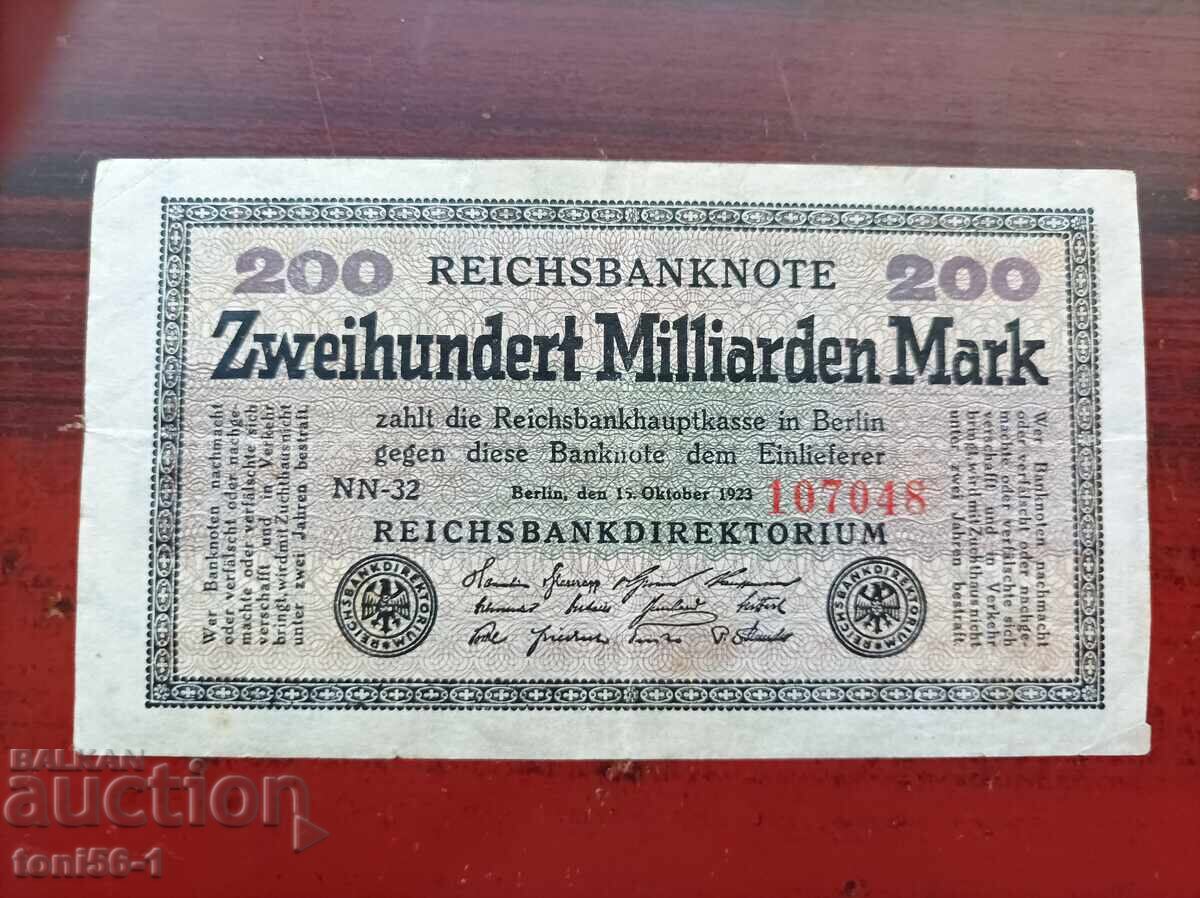 200 REICHSBANKNOTE 200
Zweihundert Milliarden Mark
zahlt die Reichsbankhauptkasse in Berlin
gegen diese Banknote dem Einlieferer
NN-32 Berlin, den 15. Oktober 1923 107048
REICHSBANKDIREKTORIUM
Wer Banknoten nachmacht
oder verfälscht oder nachge-
machte oder verfälschte sich
verschafft und in Verkehr
bringt, wird mit Zuchthaus nicht
unter zwei Jahren bestraft.
Wer Banknoten nachmacht
oder verfälscht oder nachge-
machte oder verfälschte sich
verschafft und in Verkehr
bringt, wird mit Zuchthaus nicht
unter zwei Jahren bestraft.
REICHSBANKDIREKTORIUM
REICHSBANKDIREKTORIUM
BALKAN
auction
toni56-1